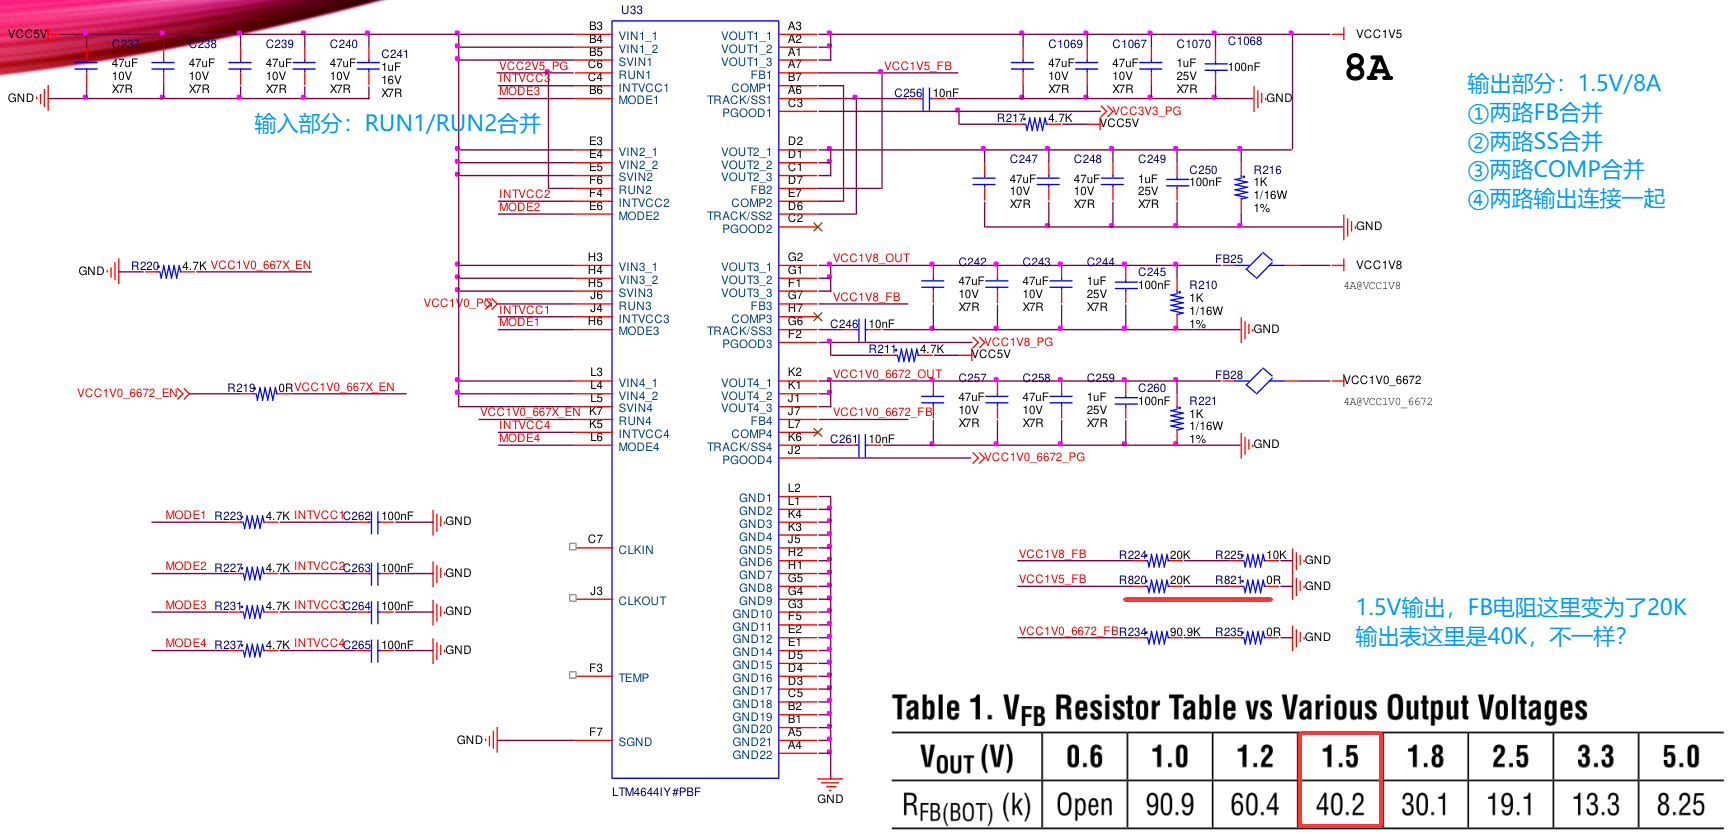 U33
VCC5V
C237
47uF
10V
X7R
C238
47uF
10V
X7R
C239
47uF
10V
X7R
C240
47uF
10V
X7R
C241
1uF
16V
X7R
GND
输入部分：RUN1/RUN2合并
VCC2V5_PG
INTVCC3
MODE3
B3 VIN1_1
B4 VIN1_2
B5 SVIN1
C6 RUN1
C4 INTVCC1
B6 MODE1
A3 VOUT1_1
A2 VOUT1_2
A1 VOUT1_3
A7 FB1
B7 COMP1
A6 TRACK/SS1
C3 PGOOD1
VCC1V5_FB
C256 10nF
R217 4.7K
VCC3V3_PG
VCC5V
C1069
47uF
10V
X7R
C1067
47uF
10V
X7R
C1070
1uF
25V
X7R
C1068
100nF
GND
VCC1V5
8A
输出部分：1.5V/8A
①两路FB合并
②两路SS合并
③两路COMP合并
④两路输出连接一起
INTVCC2
MODE2
E3 VIN2_1
E4 VIN2_2
E5 SVIN2
F6 RUN2
F4 INTVCC2
E6 MODE2
D2 VOUT2_1
D1 VOUT2_2
C1 VOUT2_3
D7 FB2
E7 COMP2
D6 TRACK/SS2
C2 PGOOD2
C247
47uF
10V
X7R
C248
47uF
10V
X7R
C249
1uF
25V
X7R
C250
100nF
R216
1K
1/16W
1%
GND
GND R220 4.7K VCC1V0_667X_EN
VCC1V0_PG
INTVCC1
MODE1
H3 VIN3_1
H4 VIN3_2
H5 SVIN3
J6 RUN3
J4 INTVCC3
H6 MODE3
G2 VOUT3_1
G1 VOUT3_2
F1 VOUT3_3
G7 FB3
H7 COMP3
G6 TRACK/SS3
F2 PGOOD3
VCC1V8_OUT
VCC1V8_FB
C246 10nF
VCC1V8_PG
R211 4.7K
VCC5V
C242
47uF
10V
X7R
C243
47uF
10V
X7R
C244
1uF
25V
X7R
C245
100nF
R210
1K
1/16W
1%
GND
FB25
VCC1V8
4A@VCC1V8
VCC1V0_6672_EN R219 0R VCC1V0_667X_EN
VCC1V0_667X_EN
INTVCC4
MODE4
L3 VIN4_1
L4 VIN4_2
L5 SVIN4
K7 RUN4
K5 INTVCC4
L6 MODE4
K2 VOUT4_1
K1 VOUT4_2
J1 VOUT4_3
J7 FB4
L7 COMP4
K6 TRACK/SS4
J2 PGOOD4
VCC1V0_6672_OUT
VCC1V0_6672_FB
C261 10nF
VCC1V0_6672_PG
C257
47uF
10V
X7R
C258
47uF
10V
X7R
C259
1uF
25V
X7R
C260
100nF
R221
1K
1/16W
1%
GND
FB28
VCC1V0_6672
4A@VCC1V0_6672
MODE1 R223 4.7K INTVCC1 C262 100nF GND
MODE2 R227 4.7K INTVCC2 C263 100nF GND
MODE3 R231 4.7K INTVCC3 C264 100nF GND
MODE4 R237 4.7K INTVCC4 C265 100nF GND
C7 CLKIN
J3 CLKOUT
F3 TEMP
GND F7 SGND
GND1 L2
GND2 L1
GND3 K4
GND4 K3
GND5 J5
GND6 H2
GND7 H1
GND8 G5
GND9 G4
GND10 G3
GND11 F5
GND12 E2
GND14 E1
GND15 D5
GND16 D4
GND17 D3
GND18 C5
GND19 B2
GND20 B1
GND21 A5
GND22 A4
GND
LTM4644IY#PBF
VCC1V8_FB R224 20K R225 10K GND
VCC1V5_FB R820 20K R821 0R GND
VCC1V0_6672_FB R234 90.9K R235 0R GND
1.5V输出，FB电阻这里变为了20K
输出表这里是40K，不一样？
Table 1. VFB Resistor Table vs Various Output Voltages
VOUT (V) 0.6 1.0 1.2 1.5 1.8 2.5 3.3 5.0
RFB(BOT) (k) Open 90.9 60.4 40.2 30.1 19.1 13.3 8.25